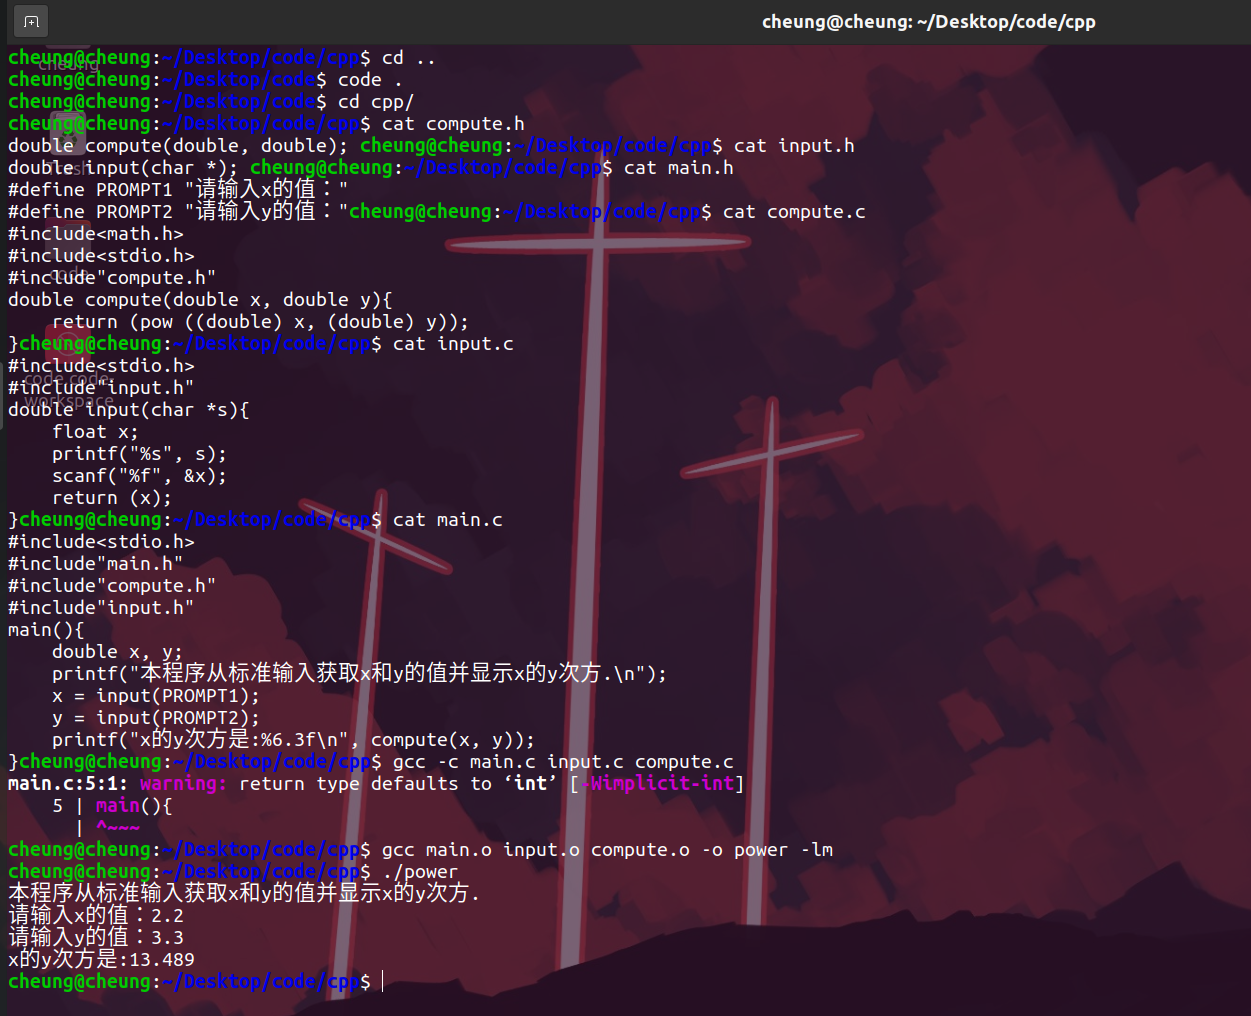 cheung@cheung: ~/Desktop/code/cpp
cheung@cheung:~/Desktop/code/cpp$ cd ..
cheung@cheung:~/Desktop/code$ code .
cheung@cheung:~/Desktop/code$ cd cpp/
cheung@cheung:~/Desktop/code/cpp$ cat compute.h
double compute(double, double); cheung@cheung:~/Desktop/code/cpp$ cat input.h
double input(char *); cheung@cheung:~/Desktop/code/cpp$ cat main.h
#define PROMPT1 "请输入x的值："
#define PROMPT2 "请输入y的值："cheung@cheung:~/Desktop/code/cpp$ cat compute.c
#include<math.h>
#include<stdio.h>
#include"compute.h"
double compute(double x, double y){
    return (pow ((double) x, (double) y));
}cheung@cheung:~/Desktop/code/cpp$ cat input.c
#include<stdio.h>
#include"input.h"
double input(char *s){
    float x;
    printf("%s", s);
    scanf("%f", &x);
    return (x);
}cheung@cheung:~/Desktop/code/cpp$ cat main.c
#include<stdio.h>
#include"main.h"
#include"compute.h"
#include"input.h"
main(){
    double x, y;
    printf("本程序从标准输入获取x和y的值并显示x的y次方.\n");
    x = input(PROMPT1);
    y = input(PROMPT2);
    printf("x的y次方是:%6.3f\n", compute(x, y));
}cheung@cheung:~/Desktop/code/cpp$ gcc -c main.c input.c compute.c
main.c:5:1: warning: return type defaults to ‘int’ [-Wimplicit-int]
    5 | main(){
      | ^~~~
cheung@cheung:~/Desktop/code/cpp$ gcc main.o input.o compute.o -o power -lm
cheung@cheung:~/Desktop/code/cpp$ ./power
本程序从标准输入获取x和y的值并显示x的y次方.
请输入x的值：2.2
请输入y的值：3.3
x的y次方是:13.489
cheung@cheung:~/Desktop/code/cpp$
cheung
Trash
code
code.code-
workspace